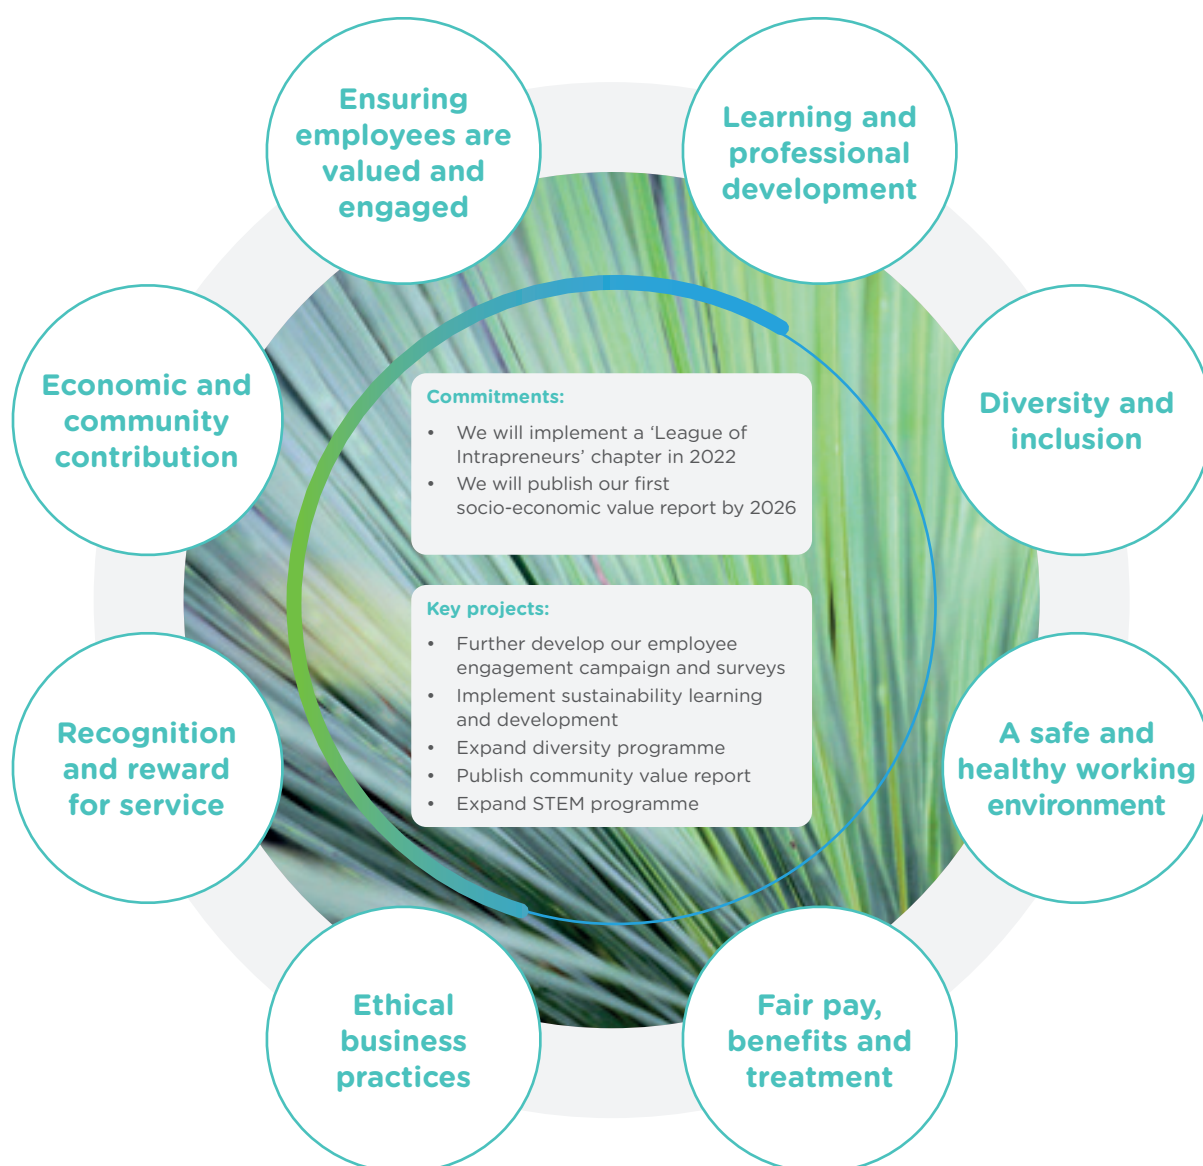 Ensuring
employees are
valued and
engaged
Learning and
professional
development
Economic and
community
contribution
Diversity and
inclusion
Commitments:
• We will implement a ‘League of
Intrapreneurs’ chapter in 2022
• We will publish our first
socio-economic value report by 2026
Key projects:
• Further develop our employee
engagement campaign and surveys
• Implement sustainability learning
and development
• Expand diversity programme
• Publish community value report
• Expand STEM programme
Recognition
and reward
for service
A safe and
healthy working
environment
Ethical
business
practices
Fair pay,
benefits and
treatment